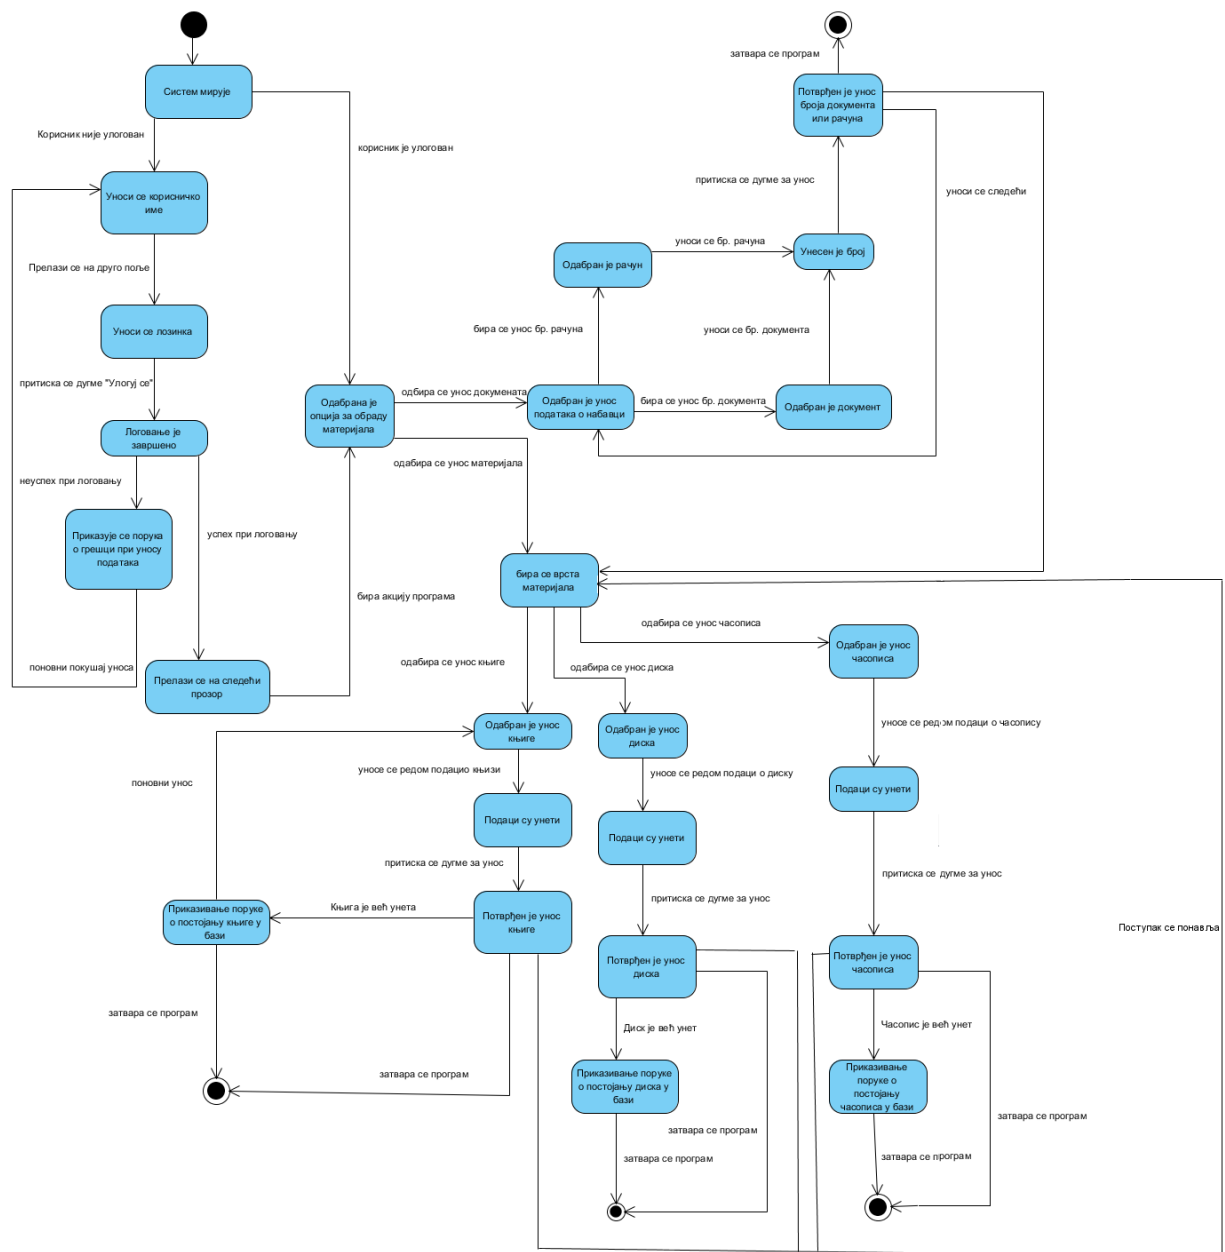 затвара се програм
Систем мирује
Потврђен је унос
броја документа
или рачуна
Корисник није улогован
корисник је улогован
притиска се дугме за унос
уноси се следећи
Уноси се корисничко
име
Прелази се на друго поље
уноси се бр. рачуна
Унесен је број
Одабран је рачун
Уноси се лозинка
бира се унос бр. рачуна
уноси се бр. документа
притиска се дугме "Улогуј се"
Одабрана је
опција за обраду
материјала
одбира се унос докумената
Одабран је унос
података о набавци
бира се унос бр. документа
Одабран је документ
Логовање је
завршено
одабира се унос материјала
неуспех при логовању
успех при логовању
Приказује се порука
о грешци при уносу
података
бира се врста
материјала
бира акцију програма
одабира се унос часописа
Одабран је унос
часописа
поновни покушај уноса
Прелази се на следећи
прозор
одабира се унос књиге
одабира се унос диска
Одабран је унос
књиге
Одабран је унос
диска
уносе се редом подаци о часопису
поновни унос
уносе се редом подацио књизи
уносе се редом подаци о диску
Подаци су унети
Подаци су унети
Подаци су унети
притиска се дугме за унос
притиска се дугме за унос
притиска се дугме за унос
Приказивање поруке
о постојању књиге у
бази
Књига је већ унета
Потврђен је унос
књиге
Поступак се понавља
Потврђен је унос
диска
Потврђен је унос
часописа
затвара се програм
Диск је већ унет
Часопис је већ унет
затвара се програм
Приказивање поруке
о постојању диска у
бази
Приказивање
поруке о
постојању
часописа у бази
затвара се програм
затвара се програм
затвара се програм
затвара се програм